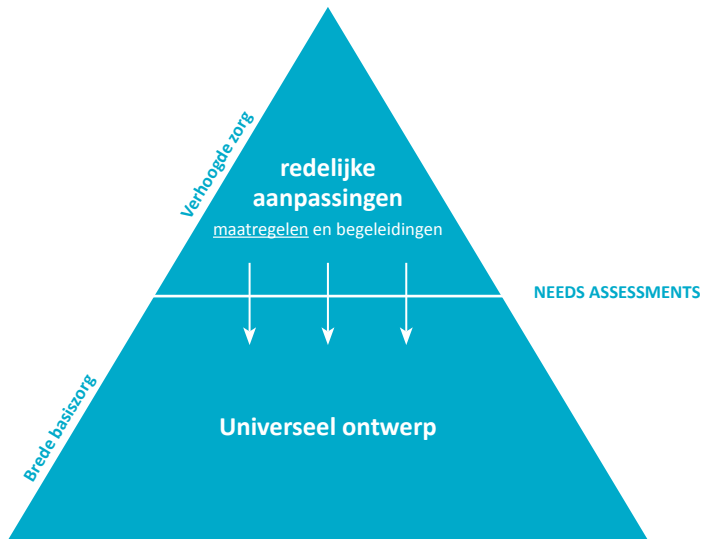 Verhoogde zorg
redelijke
aanpassingen
maatregelen en begeleidingen
NEEDS ASSESSMENTS
Brede basiszorg
Universeel ontwerp